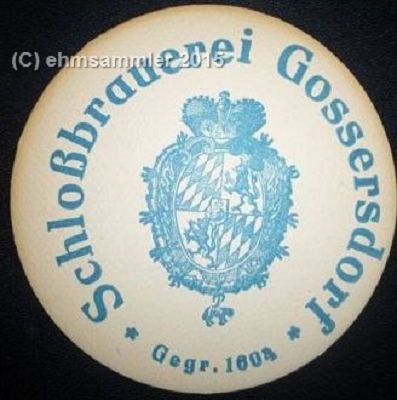 (C) ehmsammler 2015
Schloßbrauerei Gossersdorf
* Gegr. 1604 *